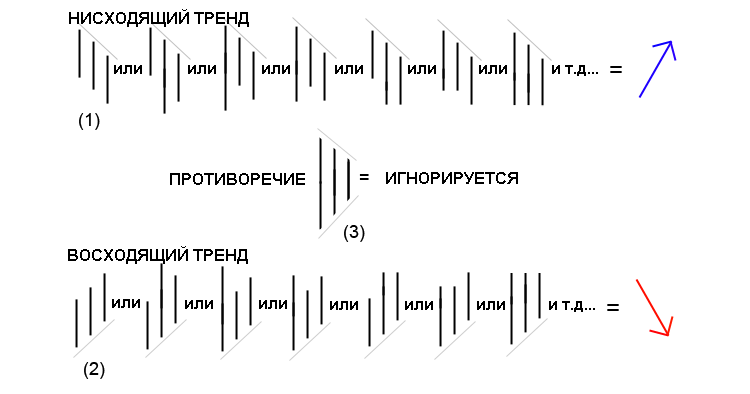 НИСХОДЯЩИЙ ТРЕНД
или или или или или или и т.д... =
(1)
ПРОТИВОРЕЧИЕ = ИГНОРИРУЕТСЯ
(3)
ВОСХОДЯЩИЙ ТРЕНД
или или или или или или и т.д... =
(2)